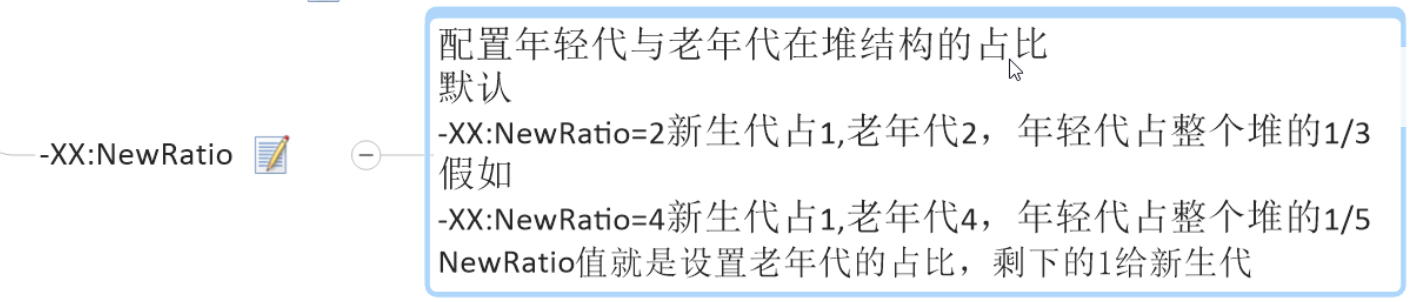 -XX:NewRatio
配置年轻代与老年代在堆结构的占比
默认
-XX:NewRatio=2新生代占1,老年代2，年轻代占整个堆的1/3
假如
-XX:NewRatio=4新生代占1,老年代4，年轻代占整个堆的1/5
NewRatio值就是设置老年代的占比，剩下的1给新生代